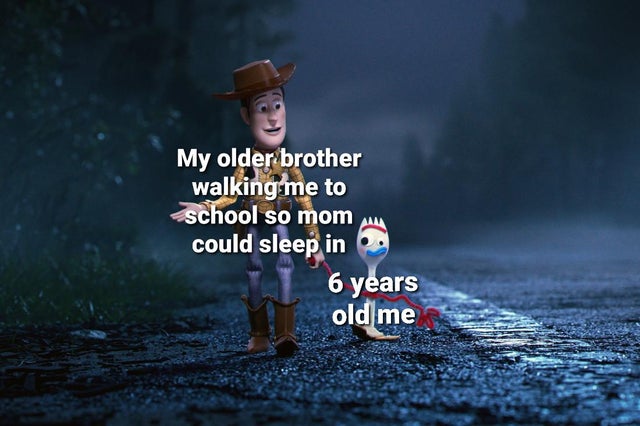 My older brother
walking me to
school so mom
could sleep in
6 years
old me